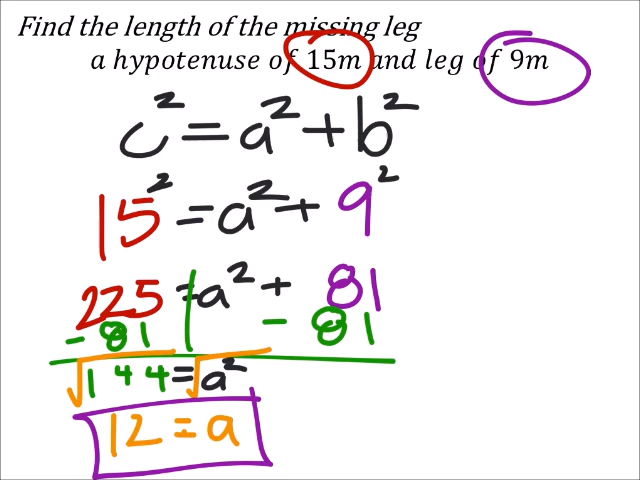 Find the length of the missing leg
a hypotenuse of 15m and leg of 9m
c² = a² + b²
15² = a² + 9²
225 = a² + 81
- 81 - 81
√144 = √a²
12 = a